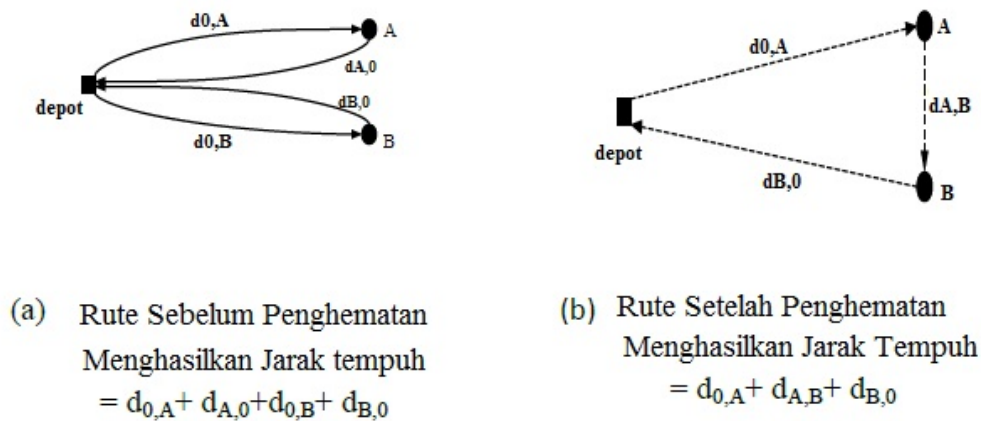 d0,A
A
dA,0
depot
dB,0
d0,B
B
A
d0,A
dA,B
depot
dB,0
B
(a) Rute Sebelum Penghematan
Menghasilkan Jarak tempuh
= d0,A+ dA,0+d0,B+ dB,0
(b) Rute Setelah Penghematan
Menghasilkan Jarak Tempuh
= d0,A+ dA,B+ dB,0